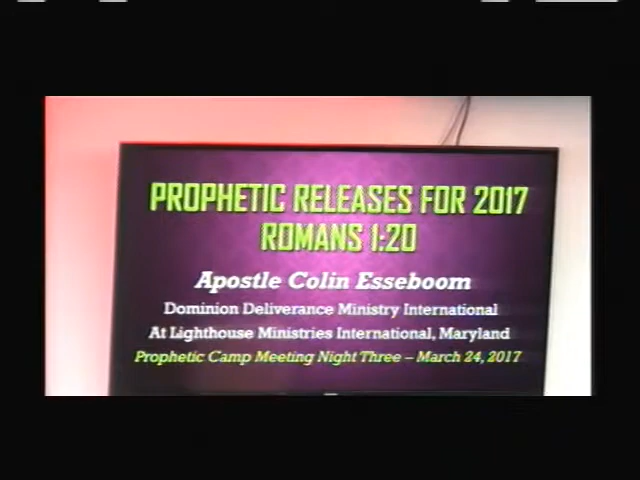 PROPHETIC RELEASES FOR 2017
ROMANS 1:20
Apostle Colin Esseboom
Dominion Deliverance Ministry International
At Lighthouse Ministries International, Maryland
Prophetic Camp Meeting Night Three – March 24, 2017